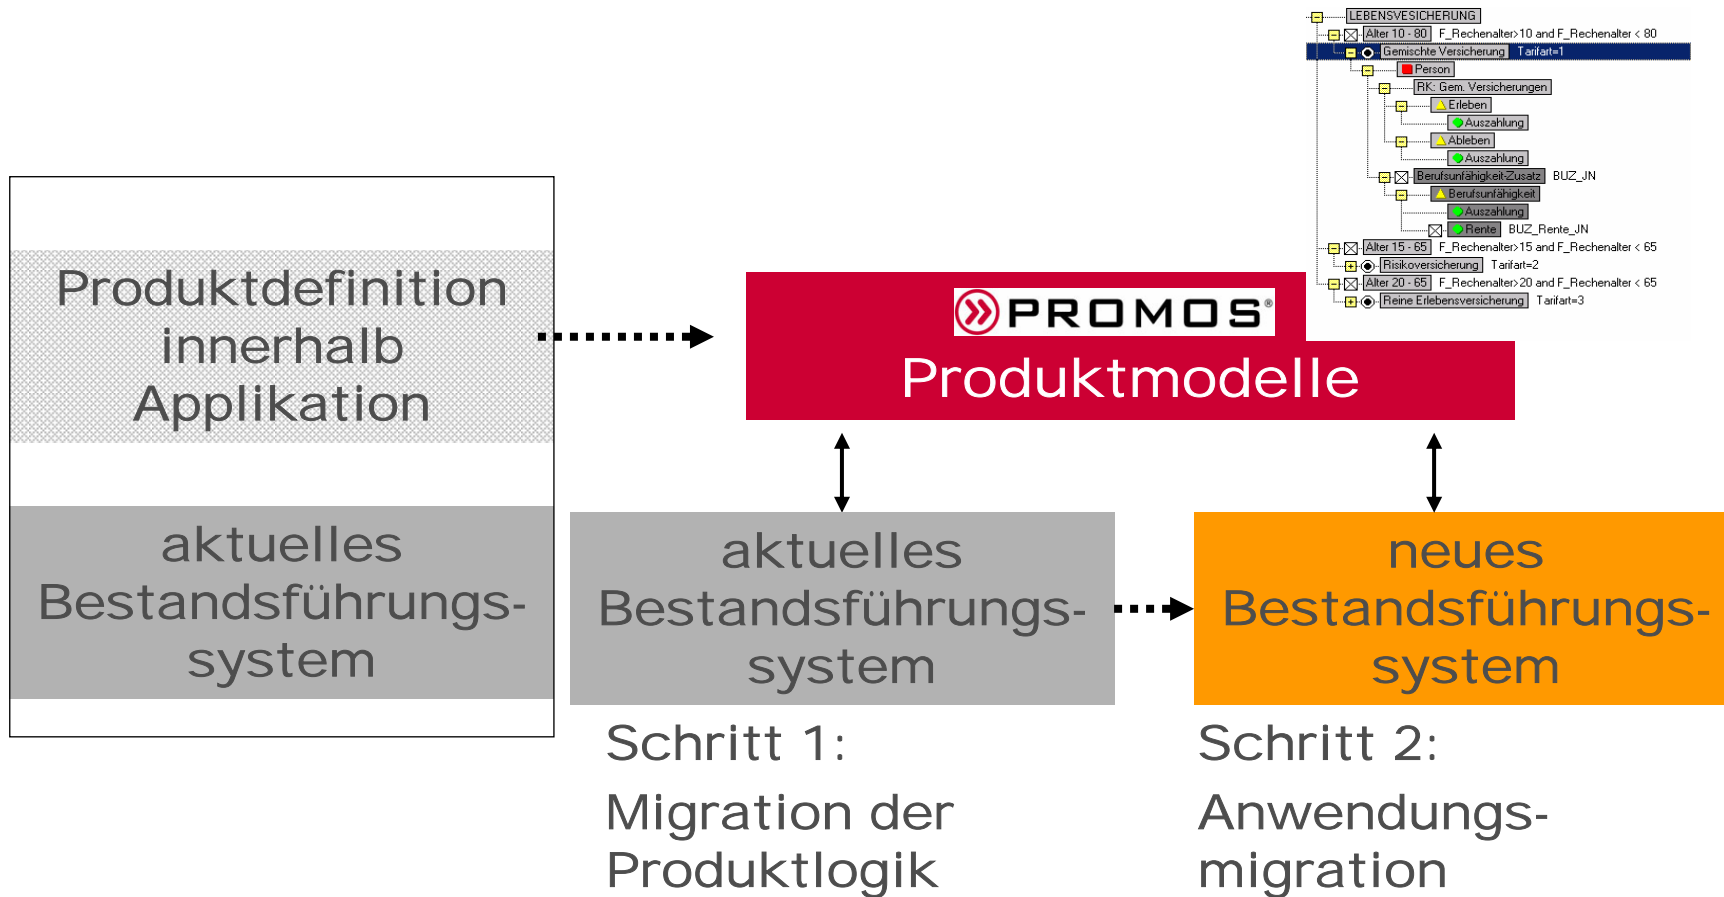 LEBENSVESICHERUNG
Alter 10 - 80 F_Rechenalter>10 and F_Rechenalter < 80
Gemischte Versicherung Tarifart=1
Person
RK: Gem. Versicherungen
Erleben
Auszahlung
Ableben
Auszahlung
Berufsunfähigkeit-Zusatz BUZ_JN
Berufsunfähigkeit
Auszahlung
Rente BUZ_Rente_JN
Alter 15 - 65 F_Rechenalter>15 and F_Rechenalter < 65
Risikoversicherung Tarifart=2
Alter 20 - 65 F_Rechenalter>20 and F_Rechenalter < 65
Reine Erlebensversicherung Tarifart=3
Produktdefinition
innerhalb
Applikation
PROMOS®
Produktmodelle
aktuelles
Bestandsführungs-
system
aktuelles
Bestandsführungs-
system
neues
Bestandsführungs-
system
Schritt 1:
Migration der
Produktlogik
Schritt 2:
Anwendungs-
migration